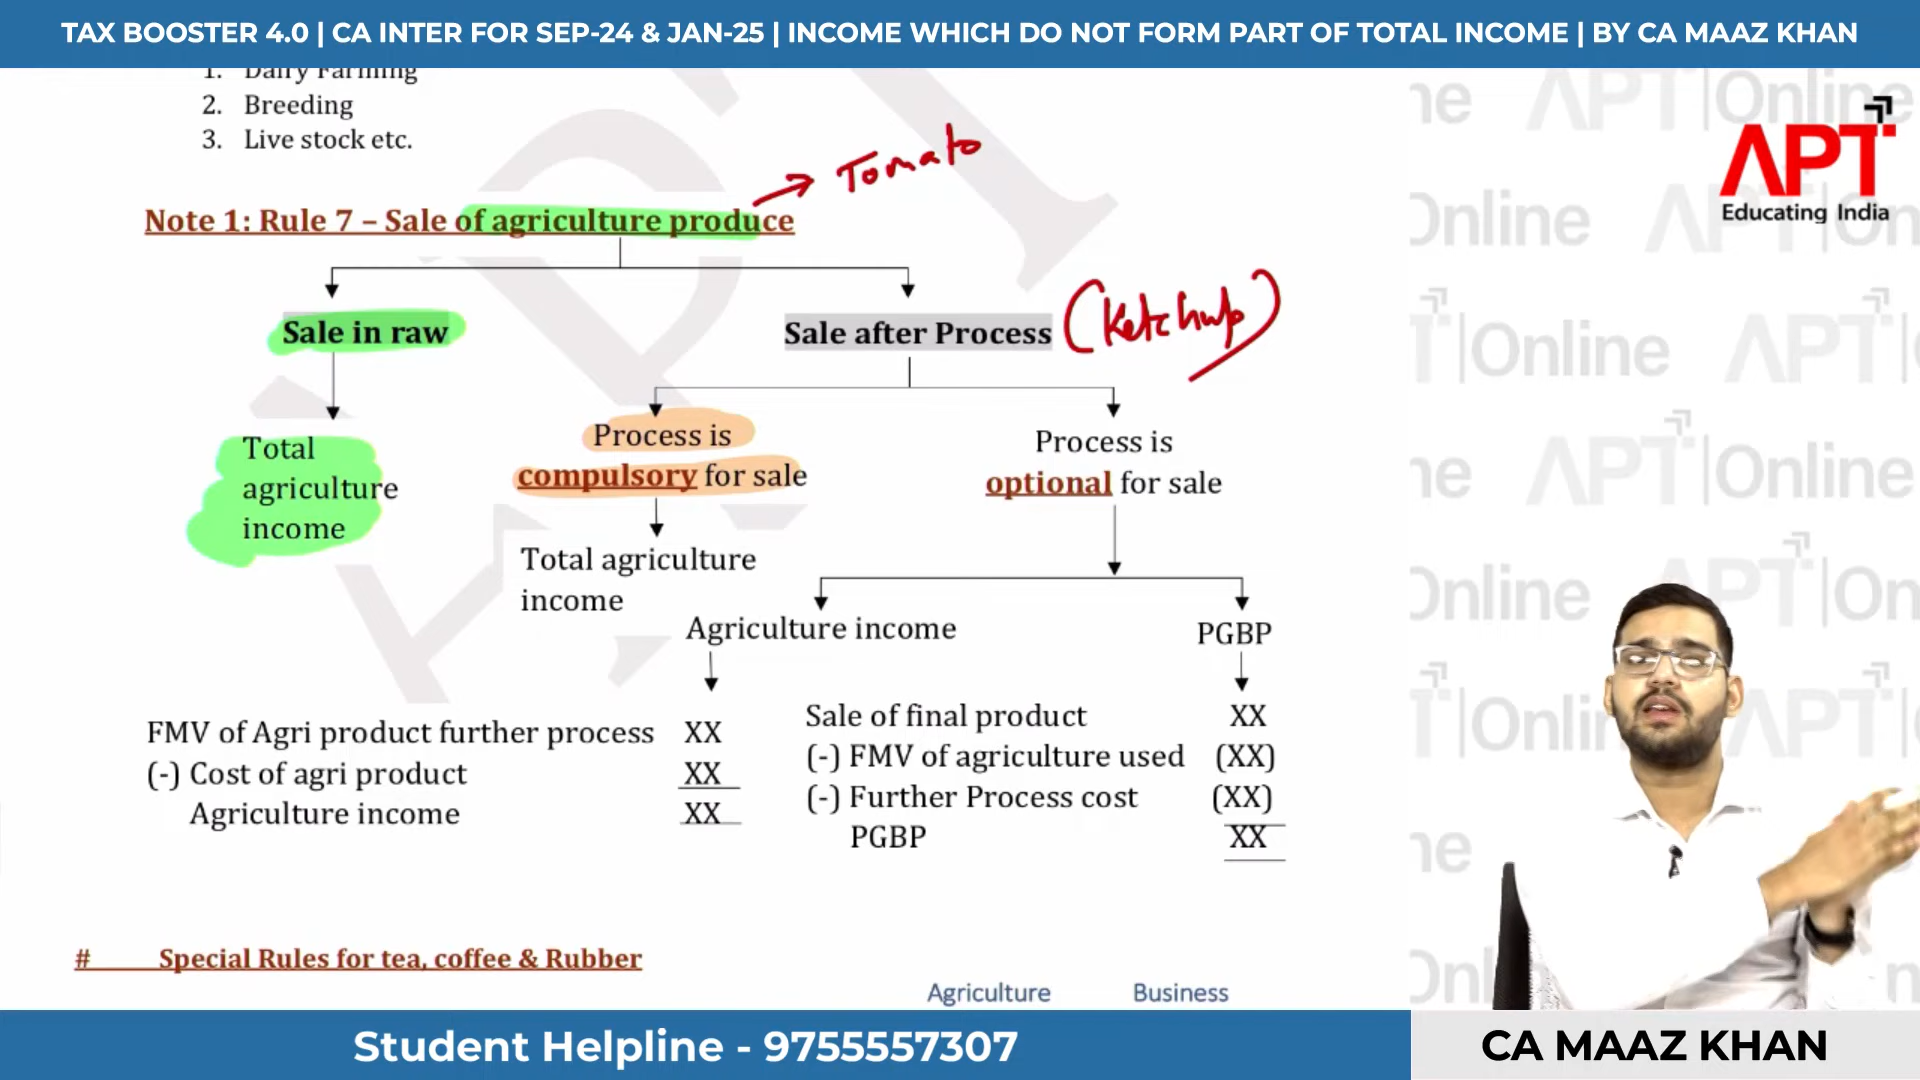 TAX BOOSTER 4.0 | CA INTER FOR SEP-24 & JAN-25 | INCOME WHICH DO NOT FORM PART OF TOTAL INCOME | BY CA MAAZ KHAN
1. Dairy Farming
2. Breeding
3. Live stock etc.
APT
Educating India
→ Tomato
Note 1: Rule 7 – Sale of agriculture produce
Sale in raw
Sale after Process
(Ketchup)
Total
agriculture
income
Process is
compulsory for sale
Total agriculture
income
Process is
optional for sale
Agriculture income
PGBP
FMV of Agri product further process XX
(-) Cost of agri product XX
Agriculture income XX
Sale of final product XX
(-) FMV of agriculture used (XX)
(-) Further Process cost (XX)
PGBP XX
# Special Rules for tea, coffee & Rubber
Agriculture Business
Student Helpline - 9755557307
CA MAAZ KHAN